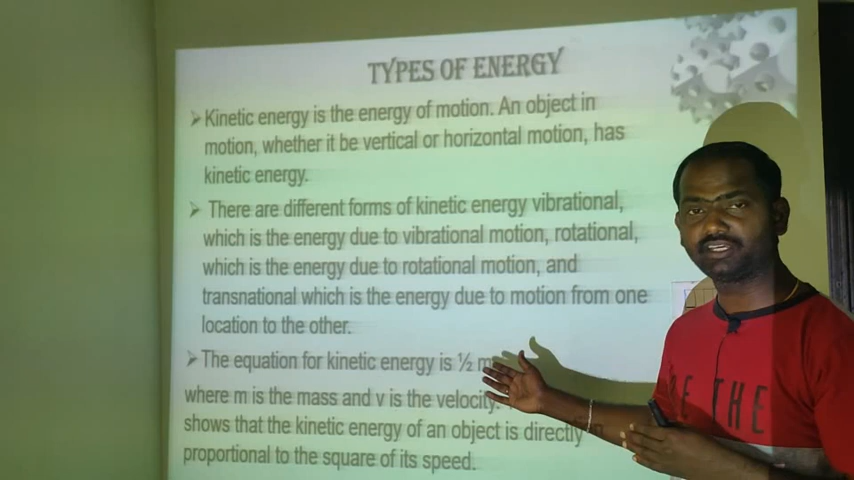 TYPES OF ENERGY
➢Kinetic energy is the energy of motion. An object in
motion, whether it be vertical or horizontal motion, has
kinetic energy.
➢ There are different forms of kinetic energy vibrational,
which is the energy due to vibrational motion, rotational,
which is the energy due to rotational motion, and
transnational which is the energy due to motion from one
location to the other.
➢The equation for kinetic energy is ½ m
where m is the mass and v is the velocity.
shows that the kinetic energy of an object is directly
proportional to the square of its speed.
THE